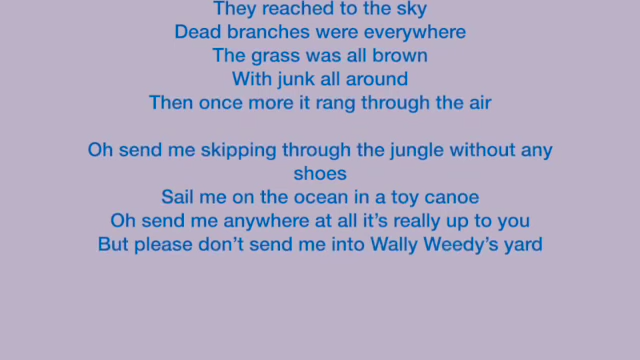 They reached to the sky
Dead branches were everywhere
The grass was all brown
With junk all around
Then once more it rang through the air

Oh send me skipping through the jungle without any
shoes
Sail me on the ocean in a toy canoe
Oh send me anywhere at all it’s really up to you
But please don’t send me into Wally Weedy’s yard